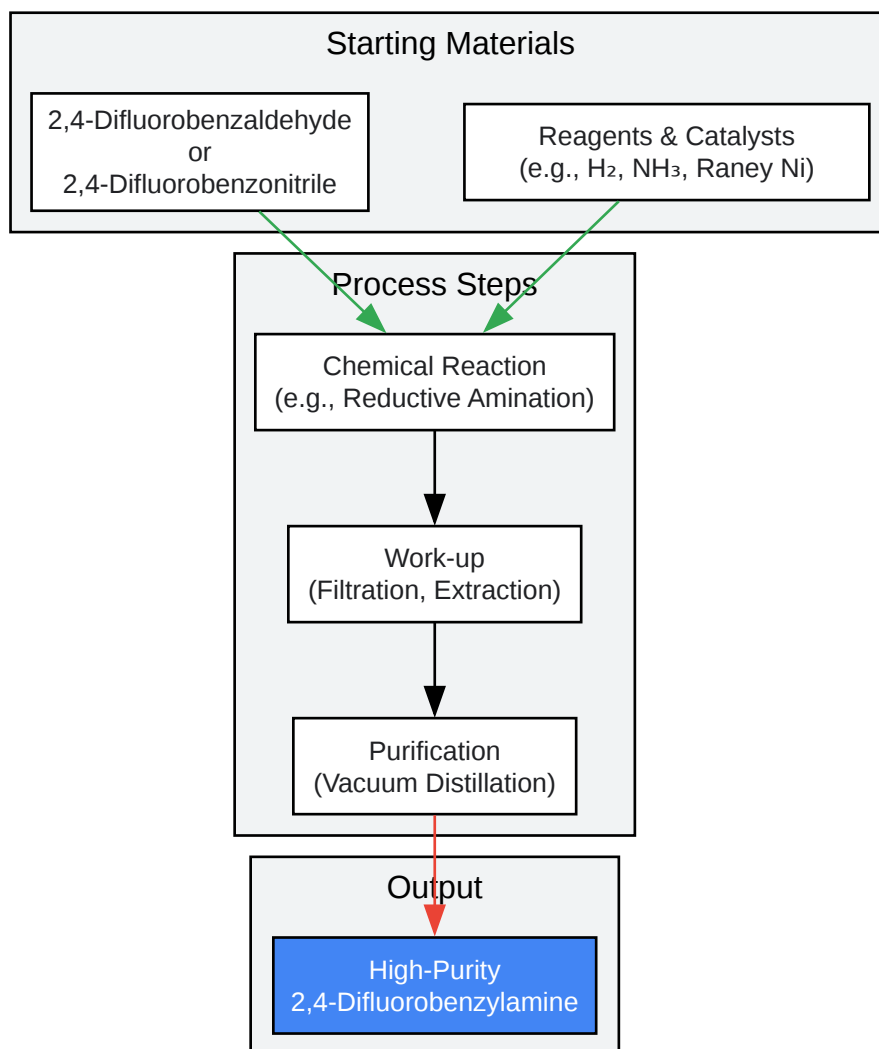 Starting Materials
2,4-Difluorobenzaldehyde
or
2,4-Difluorobenzonitrile
Reagents & Catalysts
(e.g., H₂, NH₃, Raney Ni)
Process Steps
Chemical Reaction
(e.g., Reductive Amination)
Work-up
(Filtration, Extraction)
Purification
(Vacuum Distillation)
Output
High-Purity
2,4-Difluorobenzylamine